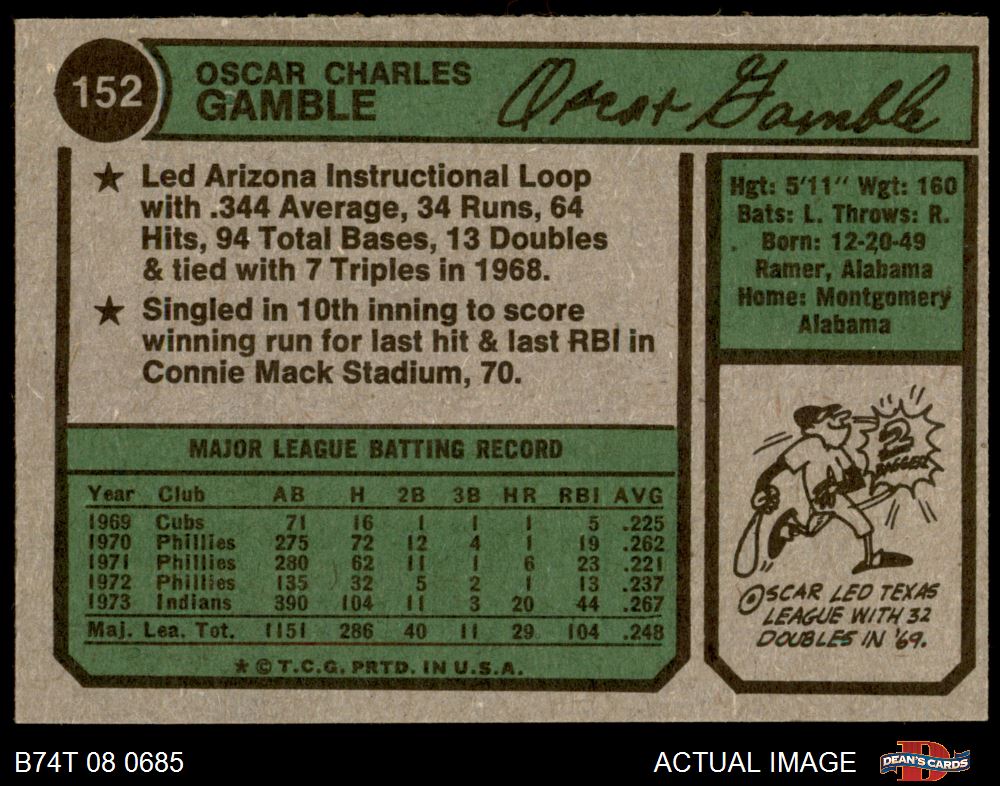 152
OSCAR CHARLES
GAMBLE
Oscar Gamble
★ Led Arizona Instructional Loop
with .344 Average, 34 Runs, 64
Hits, 94 Total Bases, 13 Doubles
& tied with 7 Triples in 1968.
★ Singled in 10th inning to score
winning run for last hit & last RBI in
Connie Mack Stadium, 70.
MAJOR LEAGUE BATTING RECORD
Year Club AB H 2B 3B HR RBI AVG
1969 Cubs 71 16 1 1 1 5 .225
1970 Phillies 275 72 12 4 1 19 .262
1971 Phillies 280 62 11 1 6 23 .221
1972 Phillies 135 32 5 2 1 13 .237
1973 Indians 390 104 11 3 20 44 .267
Maj. Lea. Tot. 1151 286 40 11 29 104 .248
★ © T.C.G. PRTD. IN U.S.A.
Hgt: 5'11" Wgt: 160
Bats: L. Throws: R.
Born: 12-20-49
Ramer, Alabama
Home: Montgomery
Alabama
2
BAGGER
OSCAR LED TEXAS
LEAGUE WITH 32
DOUBLES IN '69.
B74T 08 0685
ACTUAL IMAGE
DEAN'S CARDS